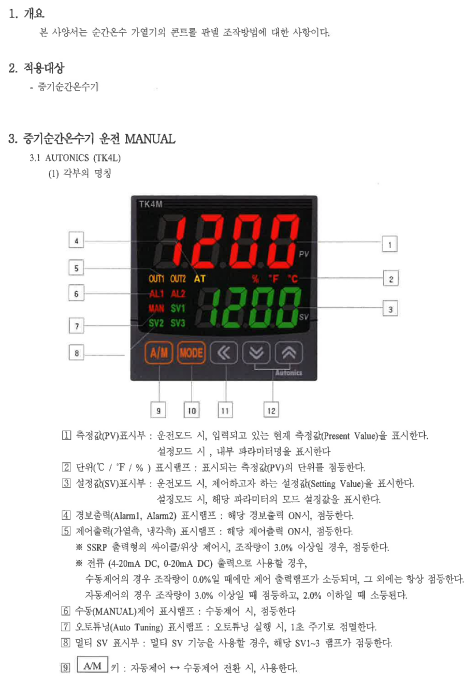 1. 개요
본 사양서는 순간온수 가열기의 콘트롤 판넬 조작방법에 대한 사항이다.
2. 적용대상
- 증기순간온수기
3. 증기순간온수기 운전 MANUAL
3.1 AUTONICS (TK4L)
(1) 각부의 명칭
TK4M
1200
PV
4
1
5
OUT1 OUT2 AT % °F °C
2
6
AL1 AL2
MAN SV1
1200
3
7
SV2 SV3
SV
8
A/M MODE
Autonics
9 10 11 12
1 측정값(PV)표시부 : 운전모드 시, 입력되고 있는 현재 측정값(Present Value)을 표시한다.
설정모드 시 , 내부 파라미터명을 표시한다
2 단위(℃ / ℉ / % ) 표시램프 : 표시되는 측정값(PV)의 단위를 점등한다.
3 설정값(SV)표시부 : 운전모드 시, 제어하고자 하는 설정값(Setting Value)을 표시한다.
설정모드 시, 해당 파라미터의 모드 설정값을 표시한다.
4 경보출력(Alarm1, Alarm2) 표시램프 : 해당 경보출력 ON시, 점등한다.
5 제어출력(가열측, 냉각측) 표시램프 : 해당 제어출력 ON시, 점등한다.
※ SSRP 출력형의 싸이클/위상 제어시, 조작량이 3.0% 이상일 경우, 점등한다.
※ 전류 (4-20mA DC, 0-20mA DC) 출력으로 사용할 경우,
수동제어의 경우 조작량이 0.0%일 때에만 제어 출력램프가 소등되며, 그 외에는 항상 점등한다.
자동제어의 경우 조작량이 3.0% 이상일 때 점등하고, 2.0% 이하일 때 소등된다.
6 수동(MANUAL)제어 표시램프 : 수동제어 시, 점등한다
7 오토튜닝(Auto Tuning) 표시램프 : 오토튜닝 실행 시, 1초 주기로 점멸한다.
8 멀티 SV 표시부 : 멀티 SV 기능을 사용할 경우, 해당 SV1~3 램프가 점등한다.
9 A/M 키 : 자동제어 ↔ 수동제어 전환 시, 사용한다.